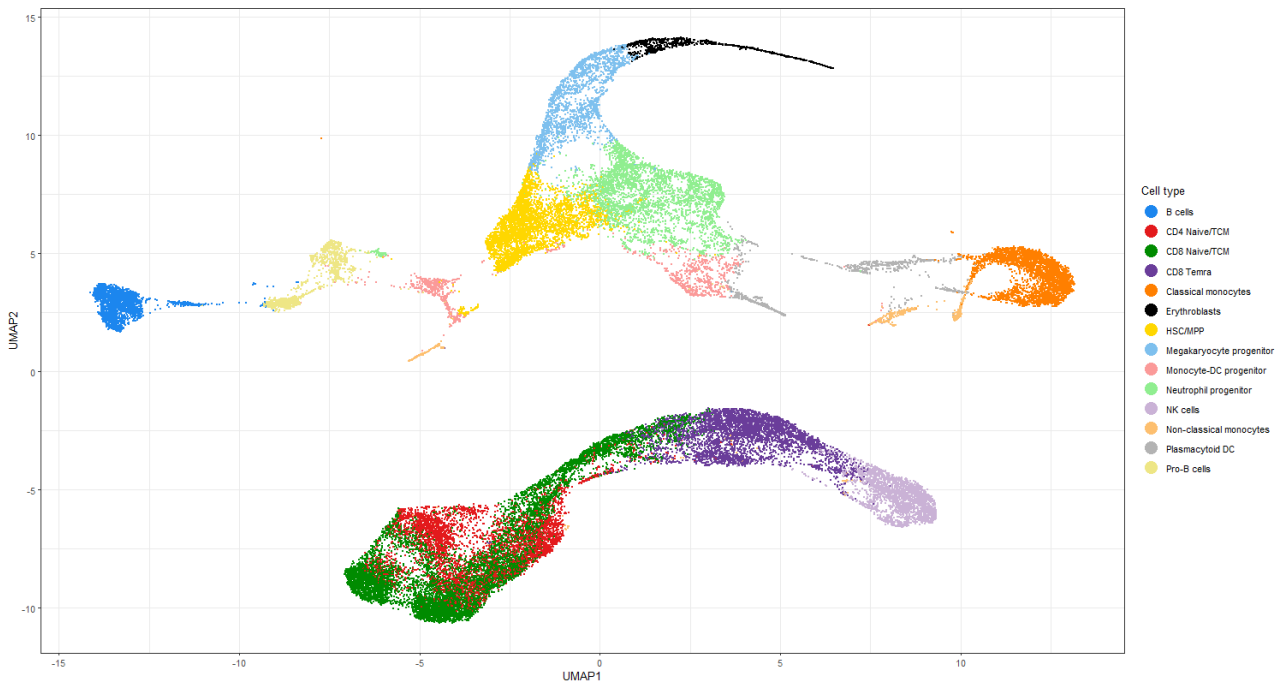 15
10
5
0
-5
-10
UMAP2
-15
-10
-5
0
5
10
UMAP1
Cell type
B cells
CD4 Naive/TCM
CD8 Naive/TCM
CD8 Temra
Classical monocytes
Erythroblasts
HSC/MPP
Megakaryocyte progenitor
Monocyte-DC progenitor
Neutrophil progenitor
NK cells
Non-classical monocytes
Plasmacytoid DC
Pro-B cells